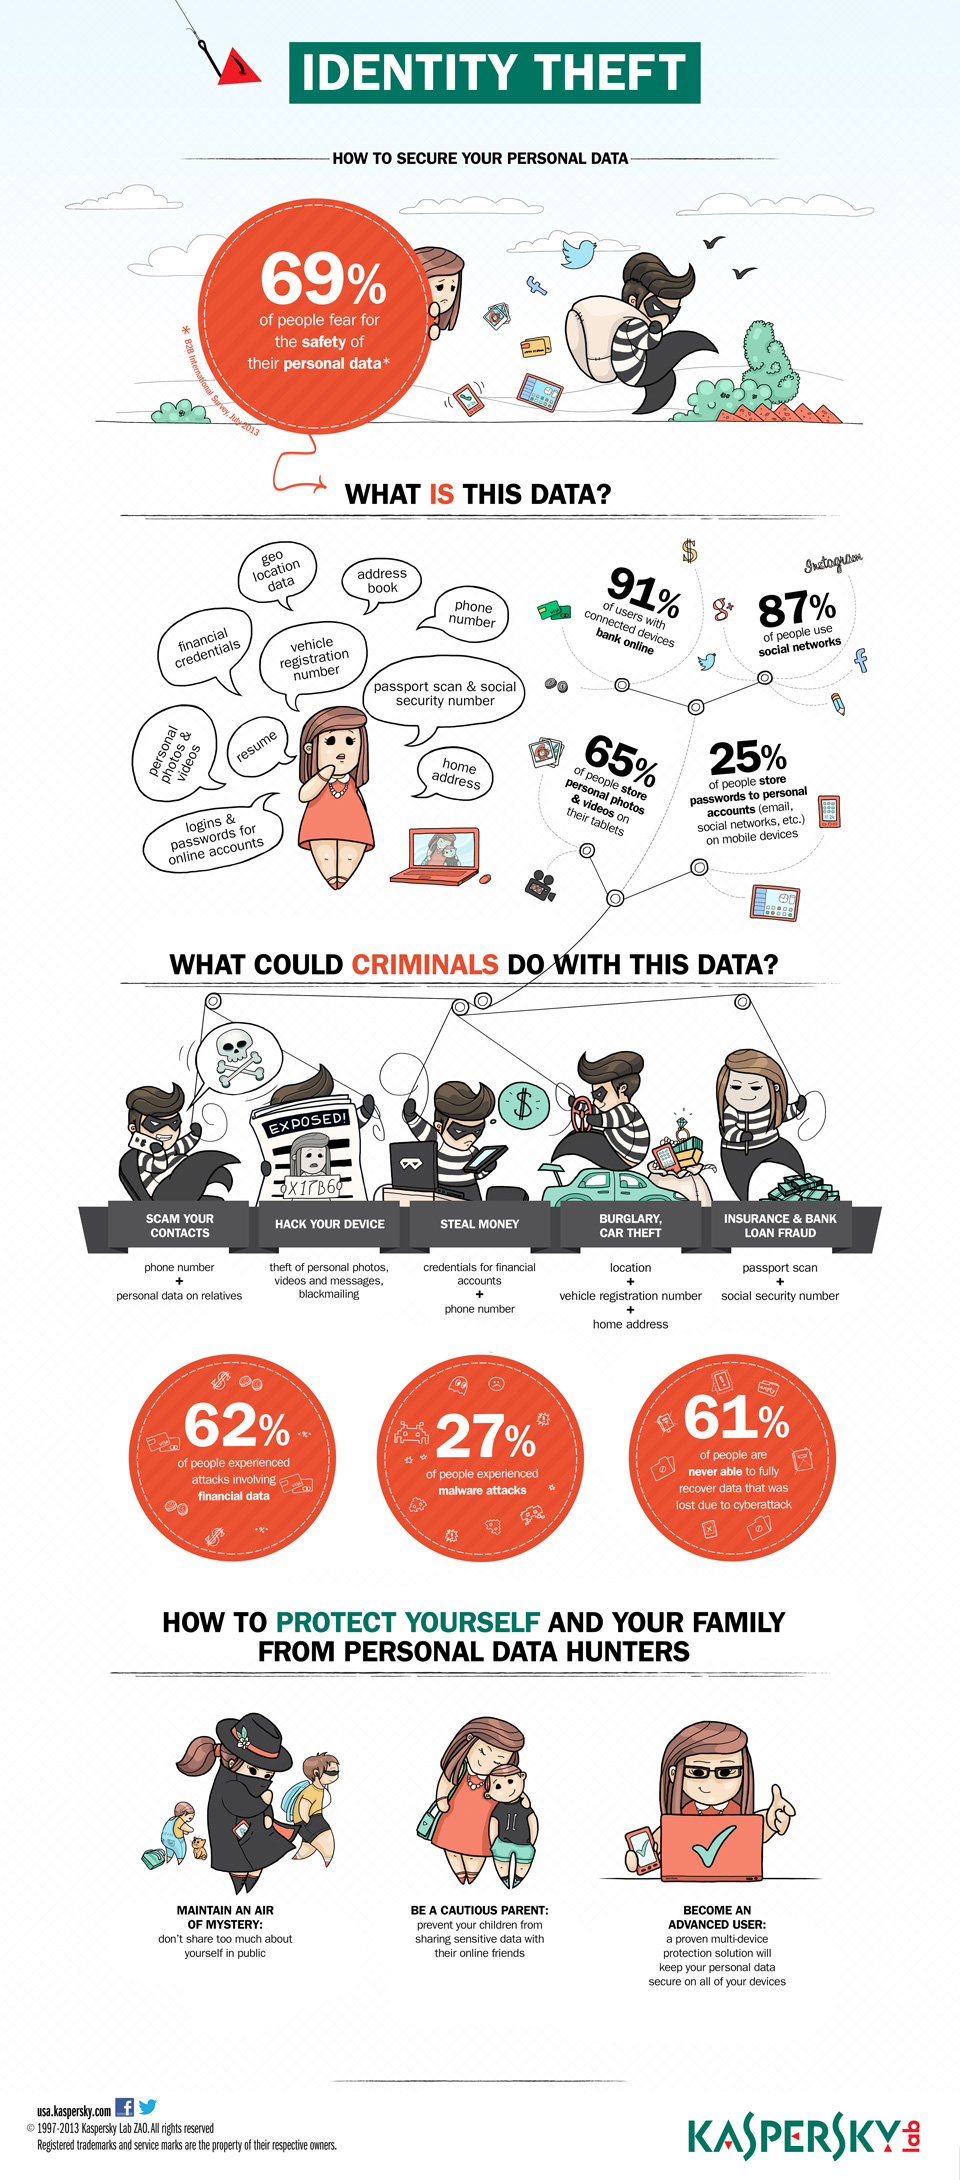 IDENTITY THEFT
HOW TO SECURE YOUR PERSONAL DATA
69%
of people fear for
the safety of
their personal data*
* B2B International Survey, July 2013
WHAT IS THIS DATA?
geo
location
data
address
book
phone
number
financial
credentials
vehicle
registration
number
passport scan & social
security number
personal
photos &
videos
resume
home
address
logins &
passwords for
online accounts
91%
of users with
connected devices
bank online
Instagram
87%
of people use
social networks
65%
of people store
personal photos
& videos on
their tablets
25%
of people store
passwords to personal
accounts (email,
social networks, etc.)
on mobile devices
WHAT COULD CRIMINALS DO WITH THIS DATA?
EXPOSED!
0X17B60
SCAM YOUR
CONTACTS
phone number
+
personal data on relatives
HACK YOUR DEVICE
theft of personal photos,
videos and messages,
blackmailing
STEAL MONEY
credentials for financial
accounts
+
phone number
BURGLARY,
CAR THEFT
location
+
vehicle registration number
+
home address
INSURANCE & BANK
LOAN FRAUD
passport scan
+
social security number
62%
of people experienced
attacks involving
financial data
27%
of people experienced
malware attacks
61%
of people are
never able to fully
recover data that was
lost due to cyberattack
HOW TO PROTECT YOURSELF AND YOUR FAMILY
FROM PERSONAL DATA HUNTERS
MAINTAIN AN AIR
OF MYSTERY:
don't share too much about
yourself in public
BE A CAUTIOUS PARENT:
prevent your children from
sharing sensitive data with
their online friends
BECOME AN
ADVANCED USER:
a proven multi-device
protection solution will
keep your personal data
secure on all of your devices
usa.kaspersky.com
© 1997-2013 Kaspersky Lab ZAO. All rights reserved
Registered trademarks and service marks are the property of their respective owners.
KASPERSKY lab